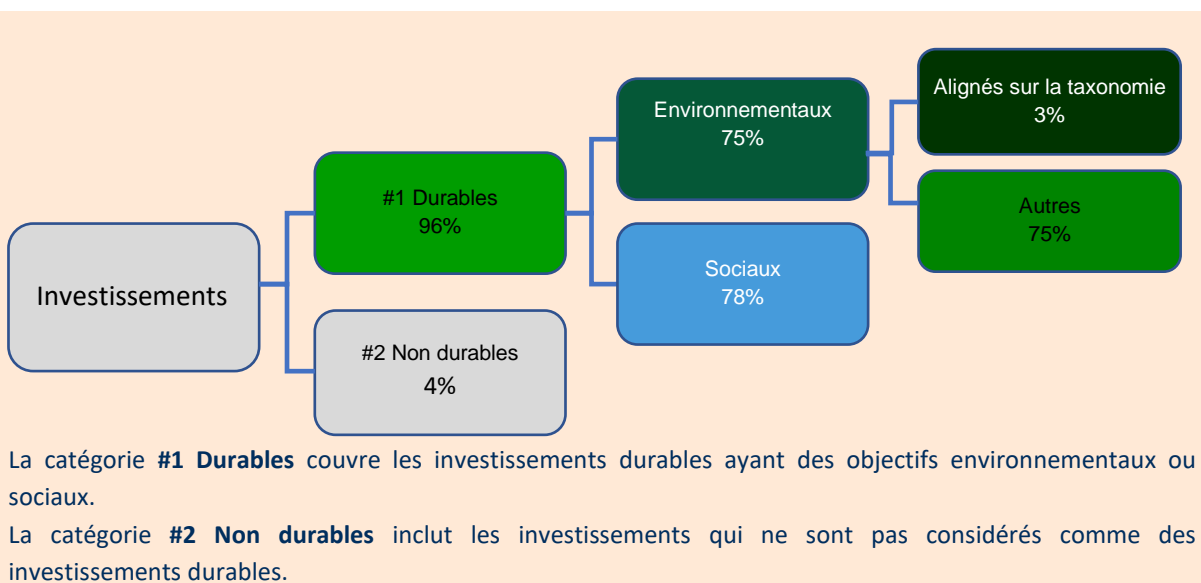 Investissements
#1 Durables
96%
#2 Non durables
4%
Environnementaux
75%
Sociaux
78%
Alignés sur la taxonomie
3%
Autres
75%
La catégorie #1 Durables couvre les investissements durables ayant des objectifs environnementaux ou
sociaux.
La catégorie #2 Non durables inclut les investissements qui ne sont pas considérés comme des
investissements durables.